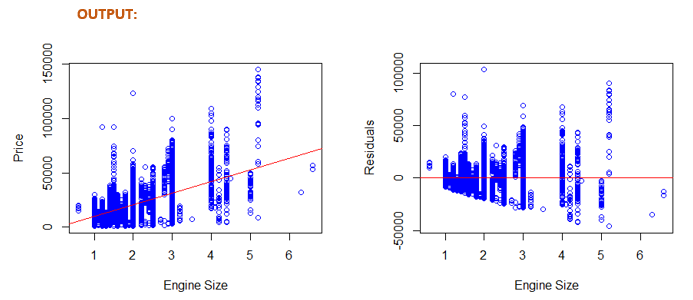 OUTPUT:
Price
150000
100000
50000
0
1 2 3 4 5 6
Engine Size
Residuals
100000
50000
0
-50000
1 2 3 4 5 6
Engine Size